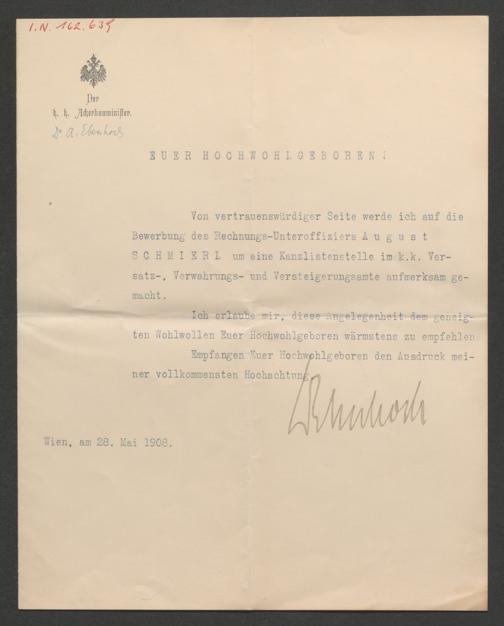 I.N. 162.635
Der
k. k. Ackerbauminister.
Dr A. Ebenhoch
EUER HOCHWOHLGEBOREN!
Von vertrauenswürdiger Seite werde ich auf die
Bewerbung des Rechnungs-Unteroffiziers August
SCHMIERL um eine Kanzlistenstelle im k.k. Ver-
satz-, Verwahrungs- und Versteigerungsamte aufmerksam ge-
macht.
Ich erlaube mir, diese Angelegenheit dem geneig-
ten Wohlwollen Euer Hochwohlgeboren wärmstens zu empfehlen.
Empfangen Euer Hochwohlgeboren den Ausdruck mei-
ner vollkommensten Hochachtung
Ebenhoch
Wien, am 28. Mai 1908.